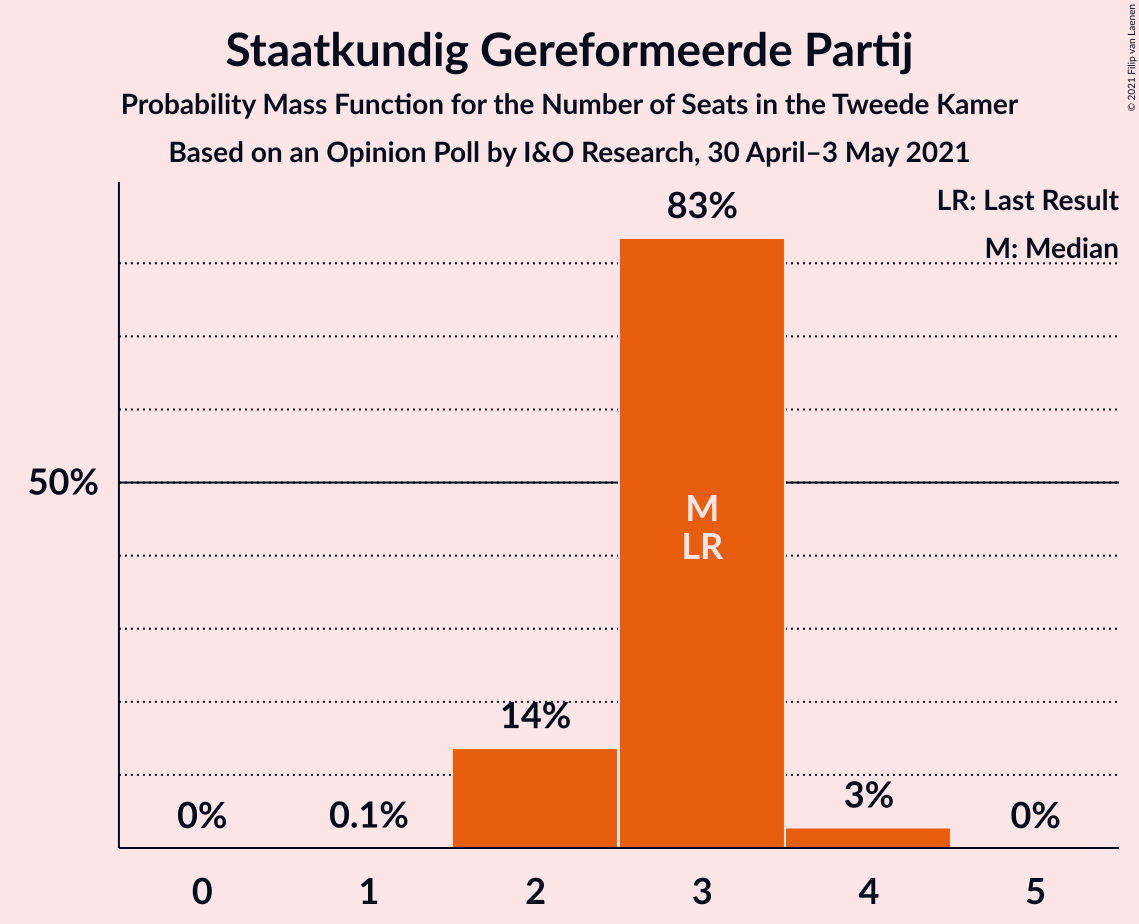 Staatkundig Gereformeerde Partij
Probability Mass Function for the Number of Seats in the Tweede Kamer
Based on an Opinion Poll by I&O Research, 30 April–3 May 2021
© 2021 Filip van Laenen
LR: Last Result
M: Median
83%
50%
M
LR
14%
3%
0%
0.1%
0%
0 1 2 3 4 5